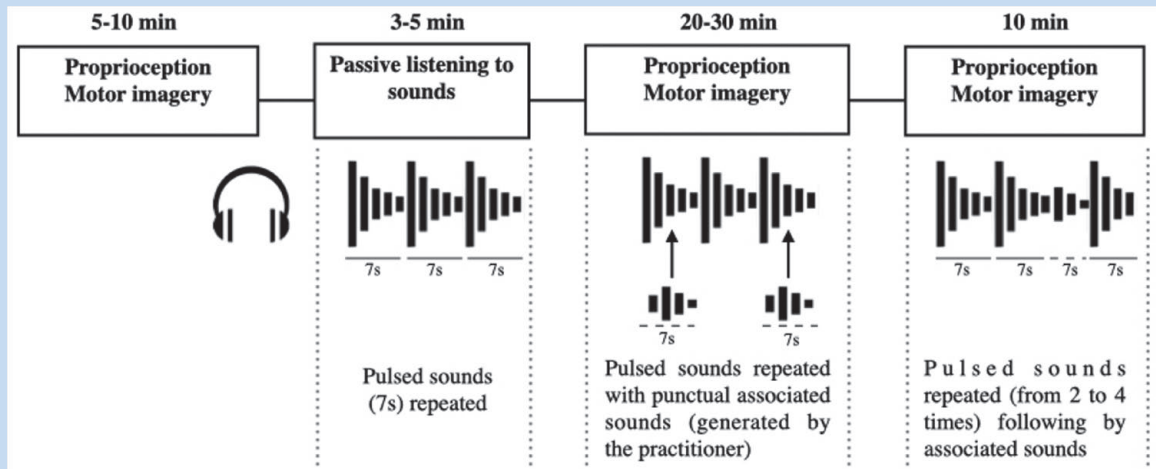 5-10 min
Proprioception
Motor imagery
3-5 min
Passive listening to
sounds
7s 7s 7s
Pulsed sounds
(7s) repeated
20-30 min
Proprioception
Motor imagery
7s 7s
Pulsed sounds repeated
with punctual associated
sounds (generated by
the practitioner)
10 min
Proprioception
Motor imagery
7s 7s 7s 7s
Pulsed sounds
repeated (from 2 to 4
times) following by
associated sounds